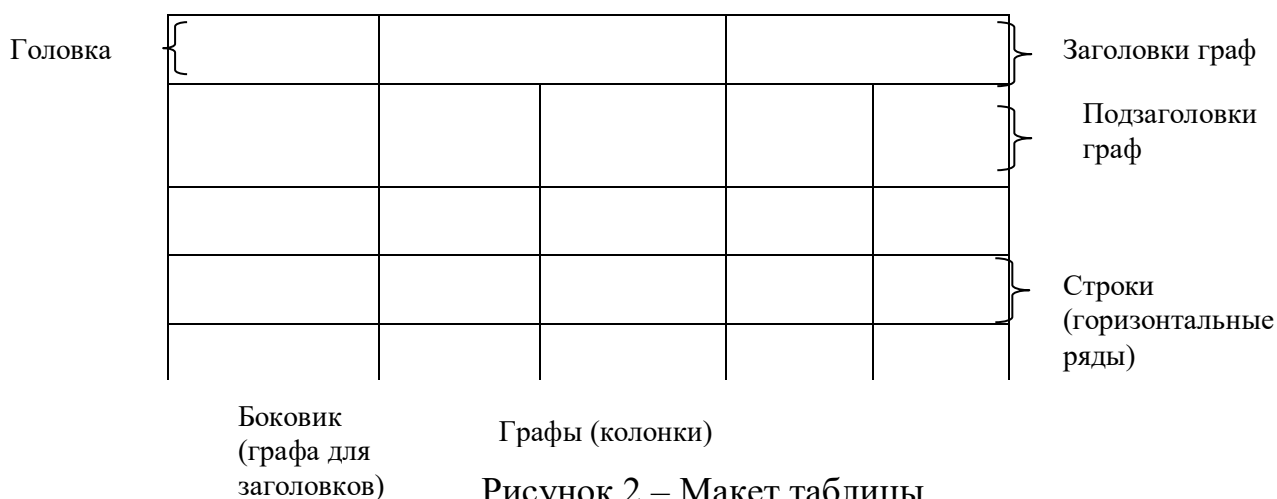 Головка
Заголовки граф
Подзаголовки
граф
Строки
(горизонтальные
ряды)
Боковик
(графа для
заголовков)
Графы (колонки)
Рисунок 2 – Макет таблицы